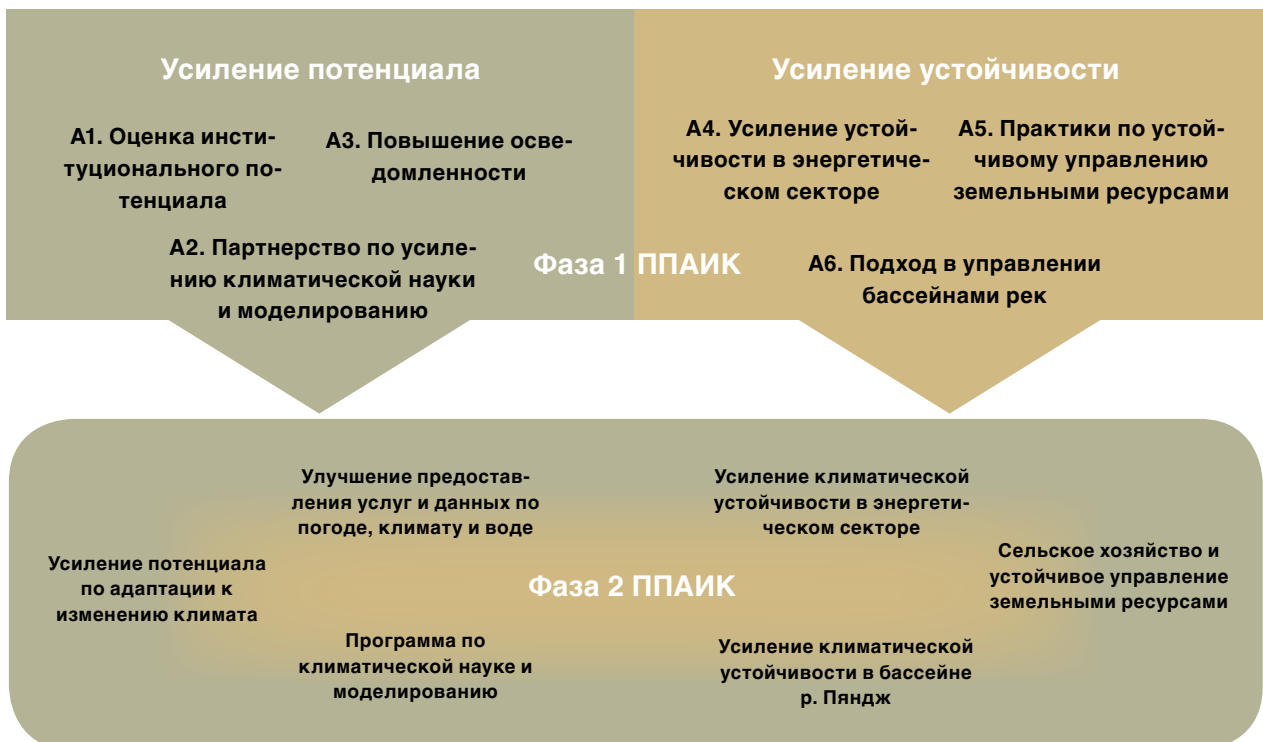 Усиление потенциала
А1. Оценка инсти-
туционального по-
тенциала
А3. Повышение осве-
домленности
А2. Партнерство по усиле-
нию климатической науки
и моделированию
Фаза 1 ППАИК
Усиление устойчивости
А4. Усиление устой-
чивости в энергетиче-
ском секторе
А5. Практики по устой-
чивому управлению
земельными ресурсами
А6. Подход в управлении
бассейнами рек
Улучшение предостав-
ления услуг и данных по
погоде, климату и воде
Усиление климатической
устойчивости в энергети-
ческом секторе
Усиление потенциала
по адаптации к
изменению климата
Фаза 2 ППАИК
Сельское хозяйство и
устойчивое управление
земельными ресурсами
Программа по
климатической науке и
моделированию
Усиление климатической
устойчивости в бассейне
р. Пяндж